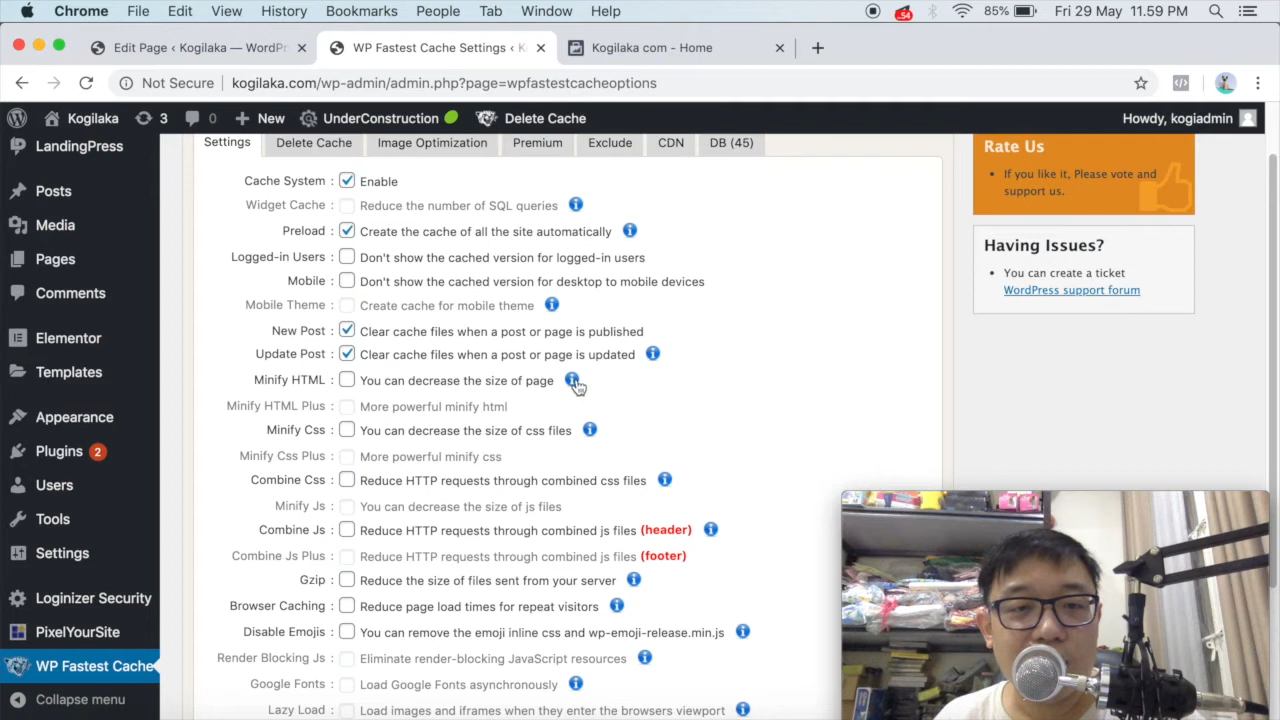 Chrome File Edit View History Bookmarks People Tab Window Help 54 85% Fri 29 May 11.59 PM
Edit Page ‹ Kogilaka — WordPr × WP Fastest Cache Settings ‹ K × Kogilaka com - Home × +
Not Secure kogilaka.com/wp-admin/admin.php?page=wpfastestcacheoptions
Kogilaka 3 0 + New UnderConstruction Delete Cache Howdy, kogiadmin
LandingPress
Posts
Media
Pages
Comments
Elementor
Templates
Appearance
Plugins 2
Users
Tools
Settings
Loginizer Security
PixelYourSite
WP Fastest Cache
Collapse menu
Settings Delete Cache Image Optimization Premium Exclude CDN DB (45)
Cache System : Enable
Widget Cache : Reduce the number of SQL queries
Preload : Create the cache of all the site automatically
Logged-in Users : Don't show the cached version for logged-in users
Mobile : Don't show the cached version for desktop to mobile devices
Mobile Theme : Create cache for mobile theme
New Post : Clear cache files when a post or page is published
Update Post : Clear cache files when a post or page is updated
Minify HTML : You can decrease the size of page
Minify HTML Plus : More powerful minify html
Minify Css : You can decrease the size of css files
Minify Css Plus : More powerful minify css
Combine Css : Reduce HTTP requests through combined css files
Minify Js : You can decrease the size of js files
Combine Js : Reduce HTTP requests through combined js files (header)
Combine Js Plus : Reduce HTTP requests through combined js files (footer)
Gzip : Reduce the size of files sent from your server
Browser Caching : Reduce page load times for repeat visitors
Disable Emojis : You can remove the emoji inline css and wp-emoji-release.min.js
Render Blocking Js : Eliminate render-blocking JavaScript resources
Google Fonts : Load Google Fonts asynchronously
Lazy Load : Load images and iframes when they enter the browsers viewport
Rate Us
If you like it, Please vote and
support us.
Having Issues?
You can create a ticket
WordPress support forum